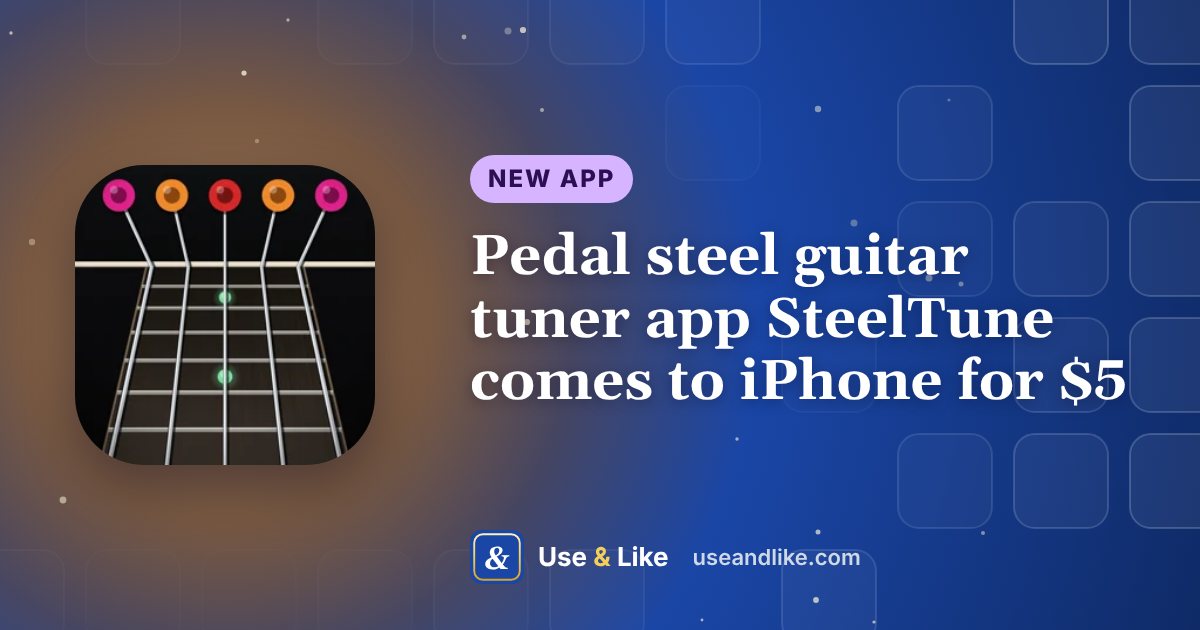 NEW APP
Pedal steel guitar
tuner app SteelTune
comes to iPhone for $5
& Use & Like useandlike.com